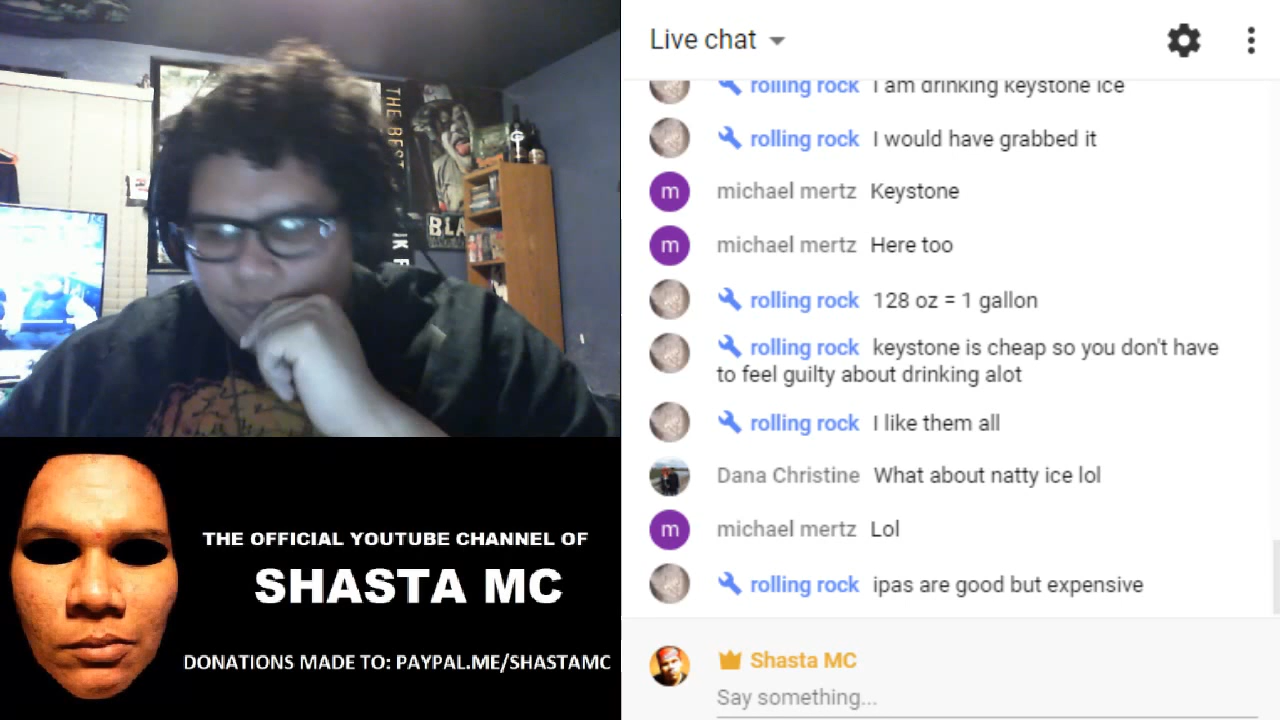 THE BEST
BLA
Live chat
rolling rock I am drinking keystone ice
rolling rock I would have grabbed it
m michael mertz Keystone
m michael mertz Here too
rolling rock 128 oz = 1 gallon
rolling rock keystone is cheap so you don't have
to feel guilty about drinking alot
rolling rock I like them all
Dana Christine What about natty ice lol
m michael mertz Lol
rolling rock ipas are good but expensive
Shasta MC
Say something...
THE OFFICIAL YOUTUBE CHANNEL OF
SHASTA MC
DONATIONS MADE TO: PAYPAL.ME/SHASTAMC